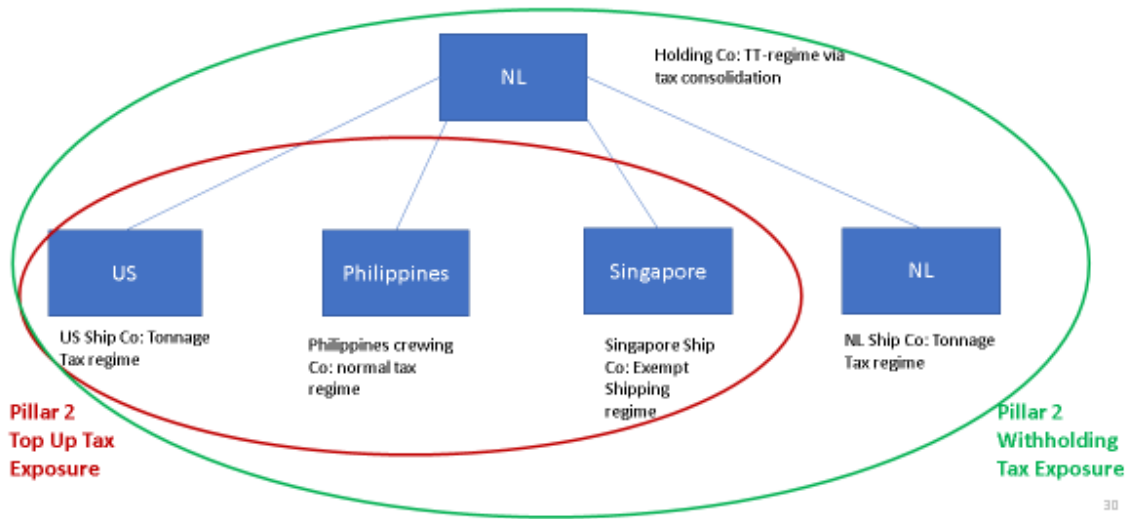 NL
Holding Co: TT-regime via
tax consolidation
US
Philippines
Singapore
NL
US Ship Co: Tonnage
Tax regime
Philippines crewing
Co: normal tax
regime
Singapore Ship
Co: Exempt
Shipping
regime
NL Ship Co: Tonnage
Tax regime
Pillar 2
Top Up Tax
Exposure
Pillar 2
Withholding
Tax Exposure
30